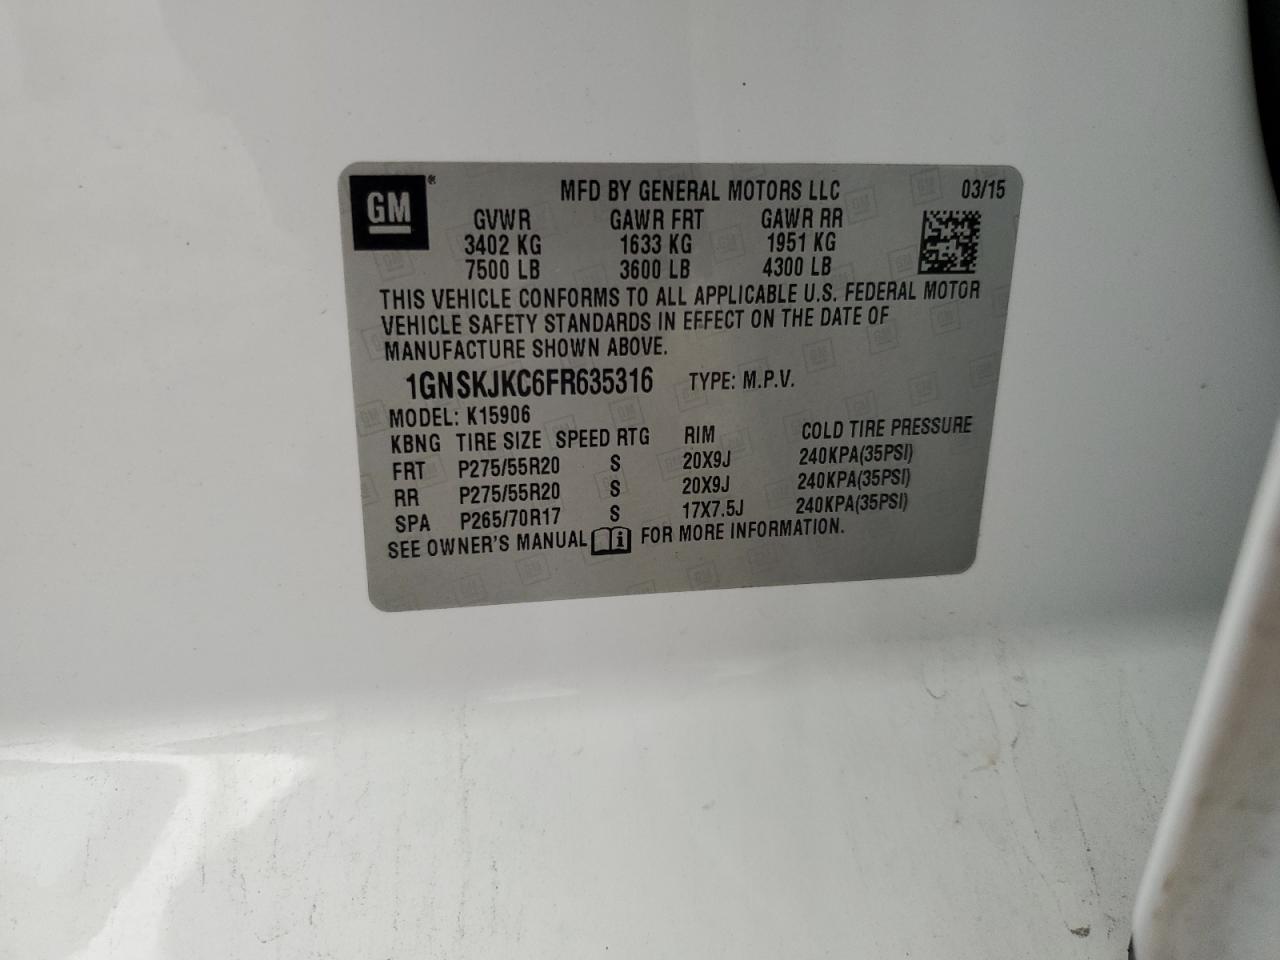 GM®
MFD BY GENERAL MOTORS LLC 03/15
GVWR GAWR FRT GAWR RR
3402 KG 1633 KG 1951 KG
7500 LB 3600 LB 4300 LB
THIS VEHICLE CONFORMS TO ALL APPLICABLE U.S. FEDERAL MOTOR
VEHICLE SAFETY STANDARDS IN EFFECT ON THE DATE OF
MANUFACTURE SHOWN ABOVE.
1GNSKJKC6FR635316 TYPE: M.P.V.
MODEL: K15906
KBNG TIRE SIZE SPEED RTG RIM COLD TIRE PRESSURE
FRT P275/55R20 S 20X9J 240KPA(35PSI)
RR P275/55R20 S 20X9J 240KPA(35PSI)
SPA P265/70R17 S 17X7.5J 240KPA(35PSI)
SEE OWNER'S MANUAL i FOR MORE INFORMATION.